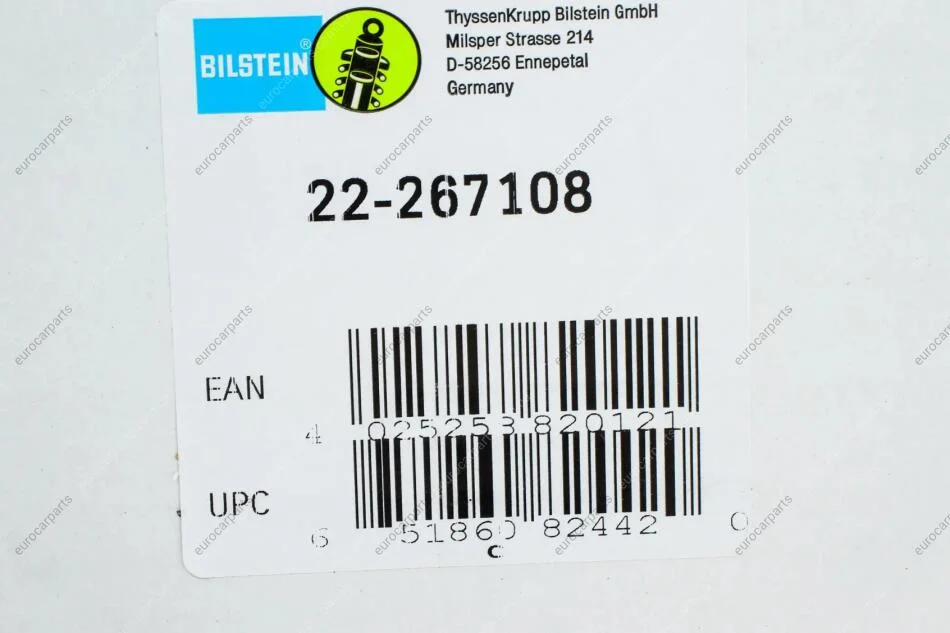 BILSTEIN®
ThyssenKrupp Bilstein GmbH
Milsper Strasse 214
D-58256 Ennepetal
Germany
22-267108
EAN
4 025253 820121
UPC
6 51860 82442 0
C
eurocarparts